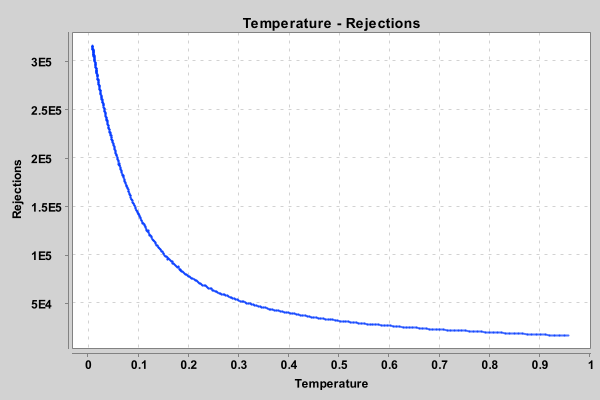 Temperature - Rejections
Rejections
3E5
2.5E5
2E5
1.5E5
1E5
5E4
0 0.1 0.2 0.3 0.4 0.5 0.6 0.7 0.8 0.9 1
Temperature